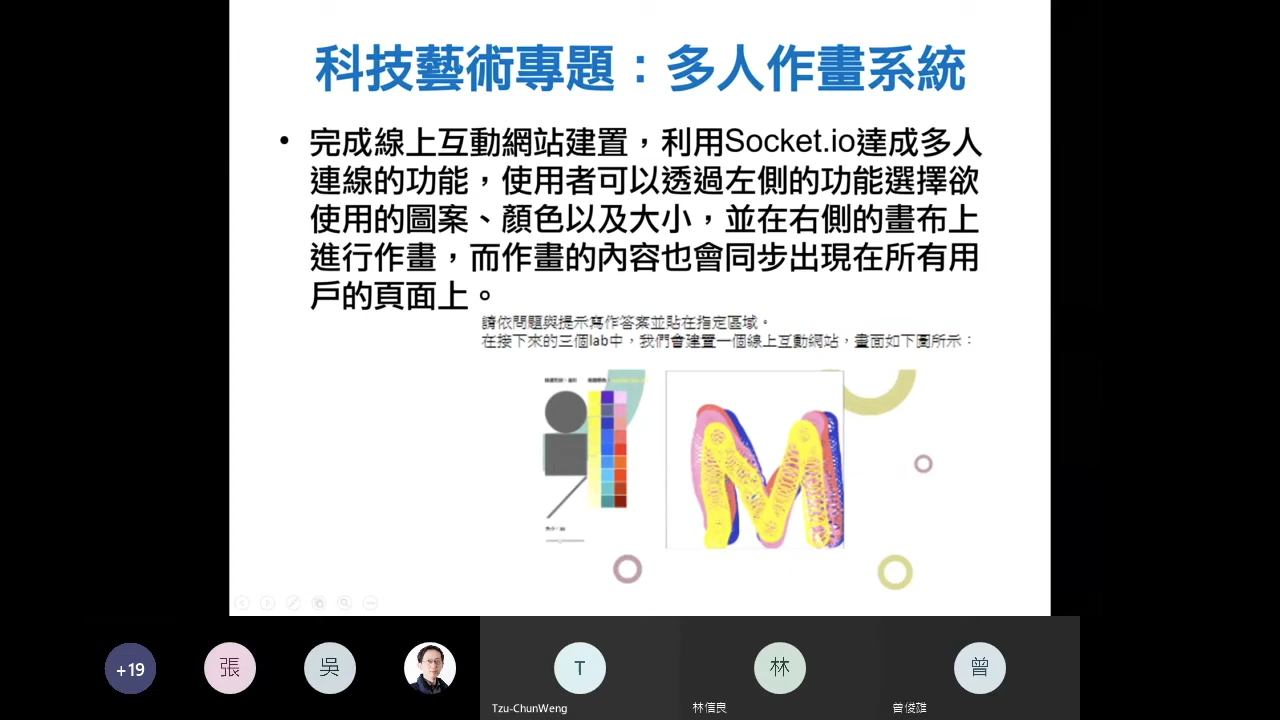 科技藝術專題：多人作畫系統
• 完成線上互動網站建置，利用Socket.io達成多人
連線的功能，使用者可以透過左側的功能選擇欲
使用的圖案、顏色以及大小，並在右側的畫布上
進行作畫，而作畫的內容也會同步出現在所有用
戶的頁面上。
請依問題與提示寫作答案並貼在指定區域。
在接下來的三個lab中，我們會建置一個線上互動網站，畫面如下圖所示：
+19
張
吳
T
林
曾
Tzu-ChunWeng
林信良
曾俊雄